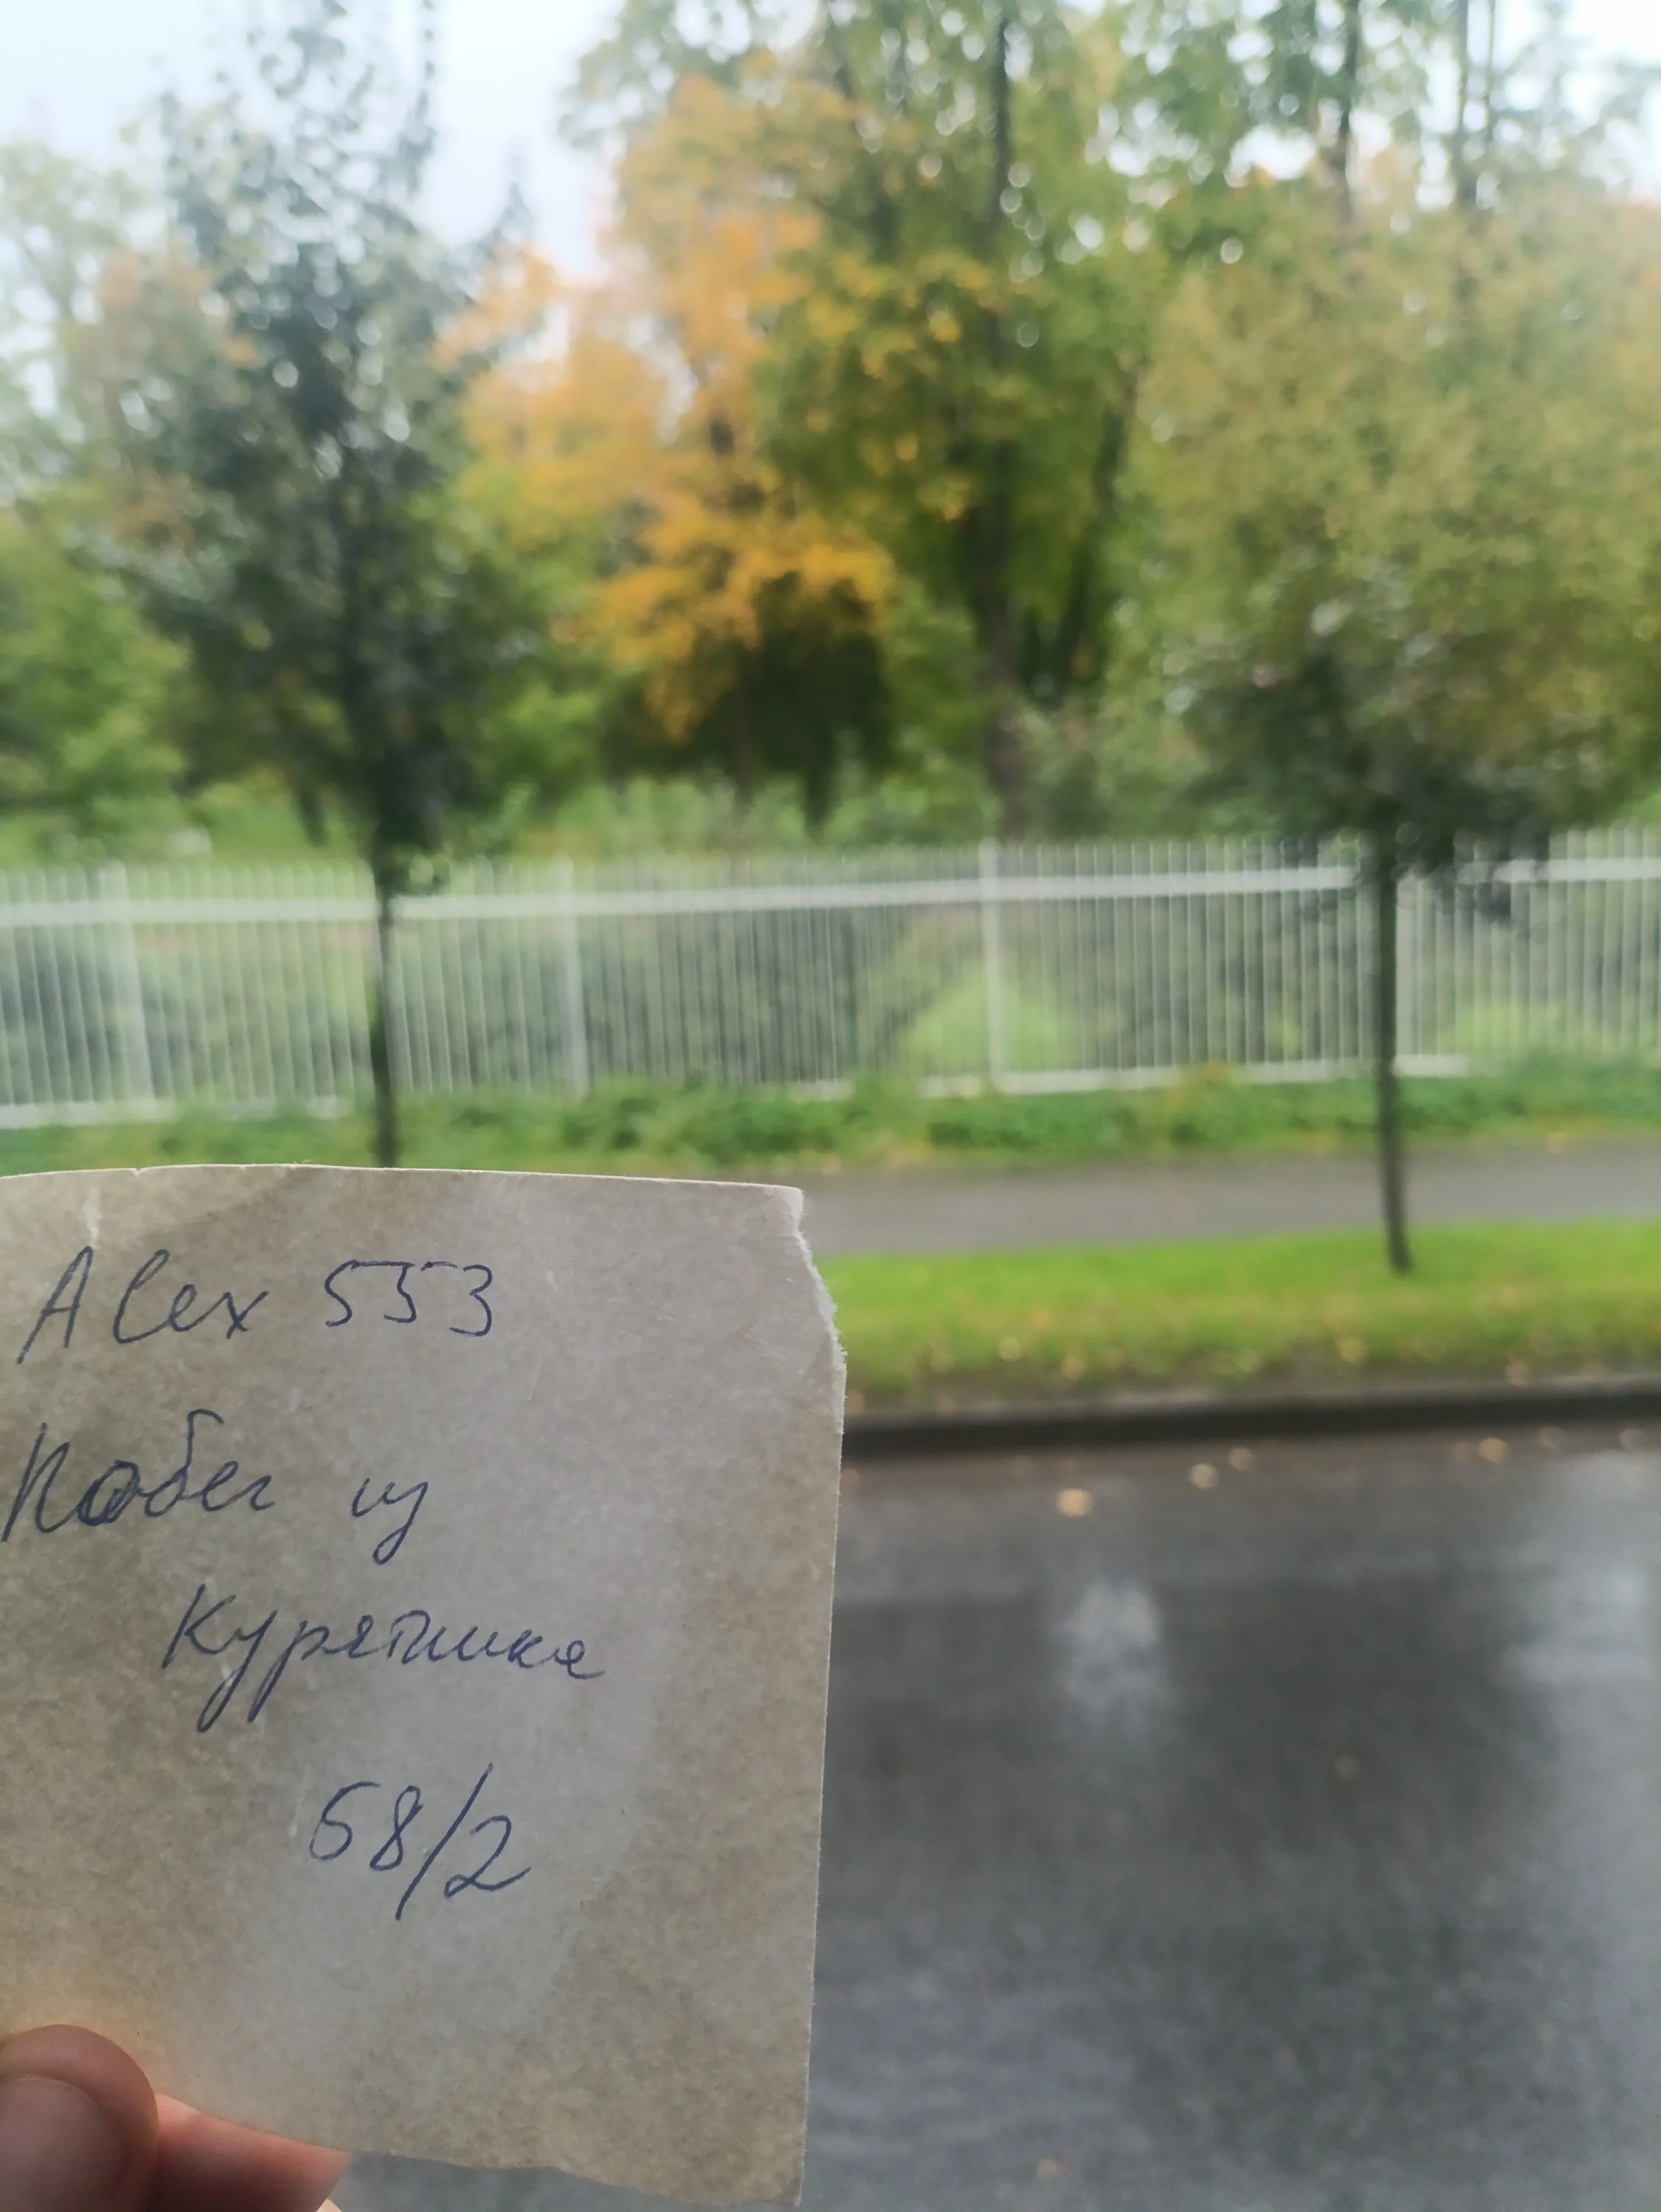 Alex 553
Побег из
Курятника
58/2